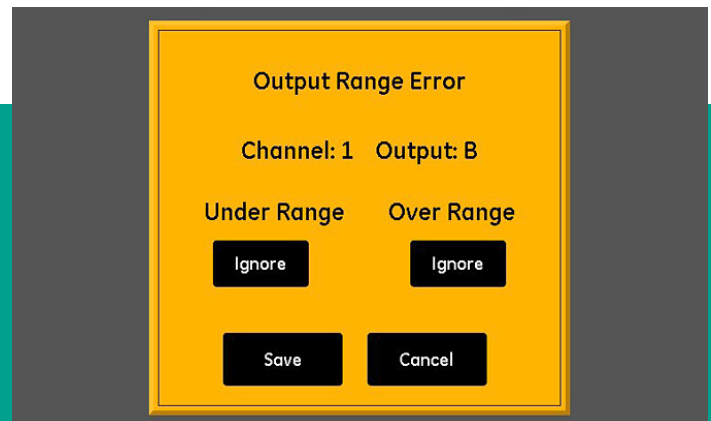 Output Range Error
Channel: 1 Output: B
Under Range Over Range
Ignore Ignore
Save Cancel